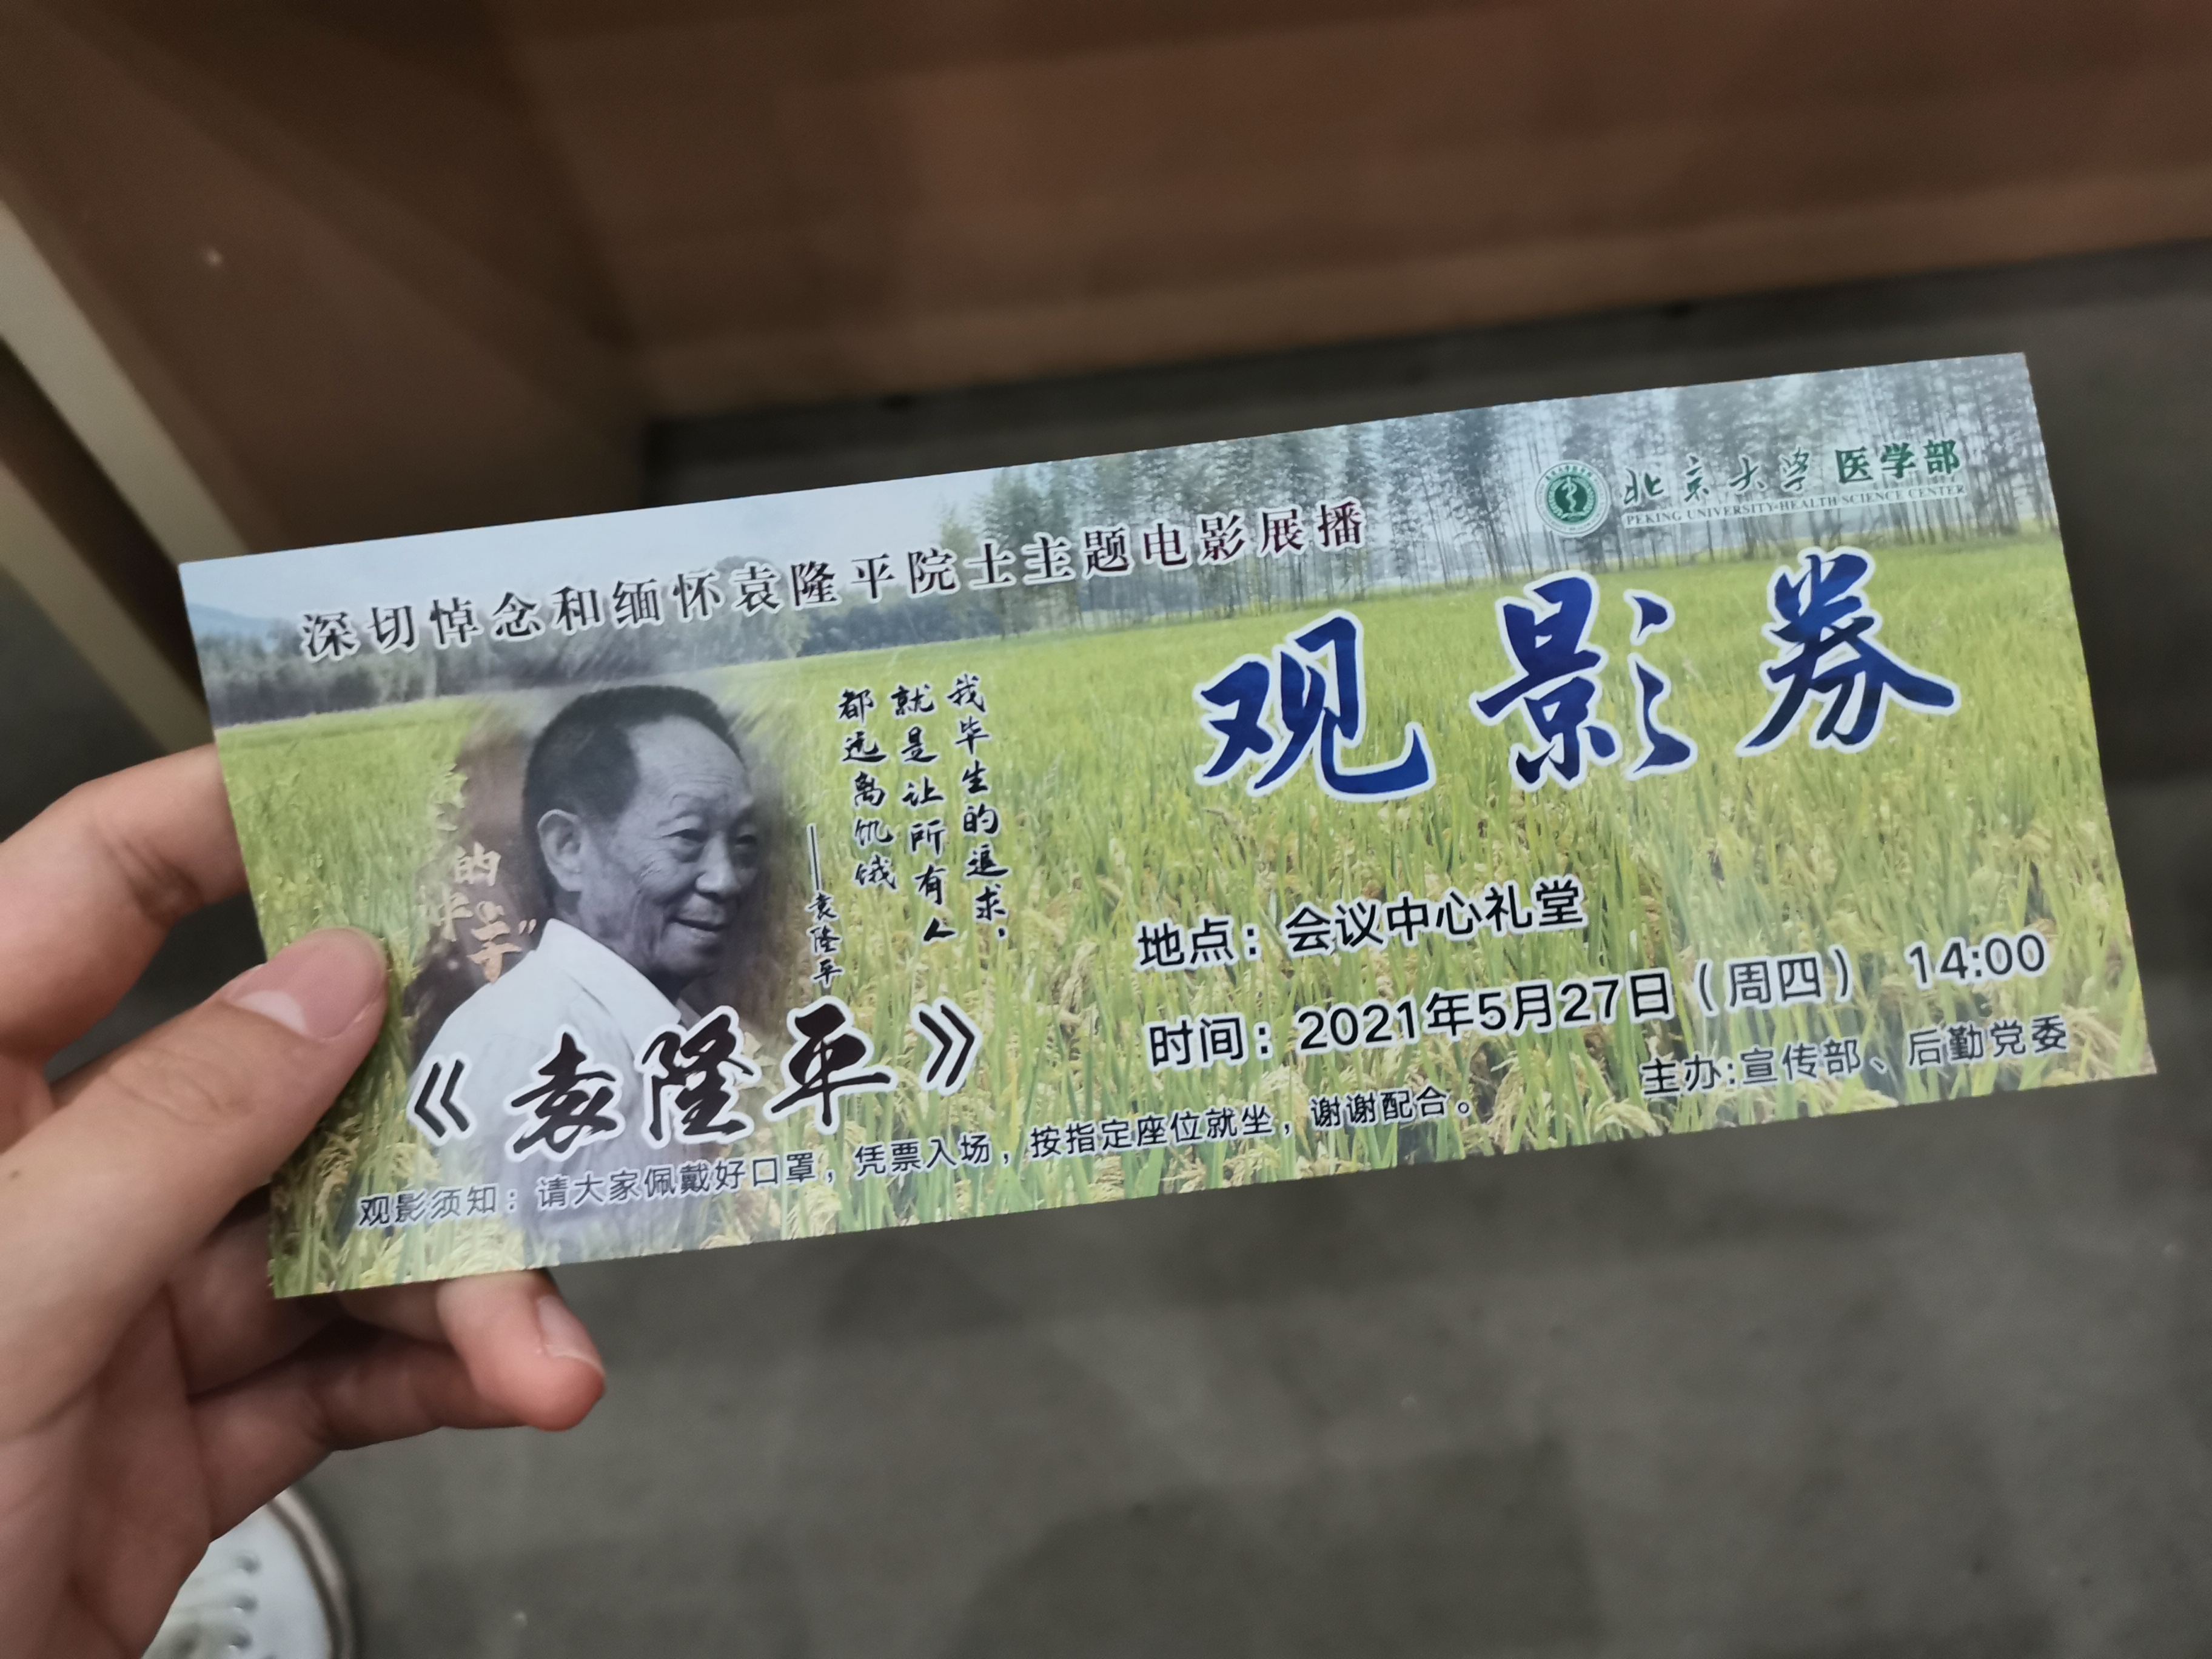 北京大学 医学部
PEKING UNIVERSITY HEALTH SCIENCE CENTER
深切悼念和缅怀袁隆平院士主题电影展播
观影券
我毕生的追求，
就是让所有人
都远离饥饿
——袁隆平
的
《袁隆平》
地点：会议中心礼堂
时间：2021年5月27日（周四） 14:00
主办:宣传部、后勤党委
观影须知：请大家佩戴好口罩，凭票入场，按指定座位就坐，谢谢配合。